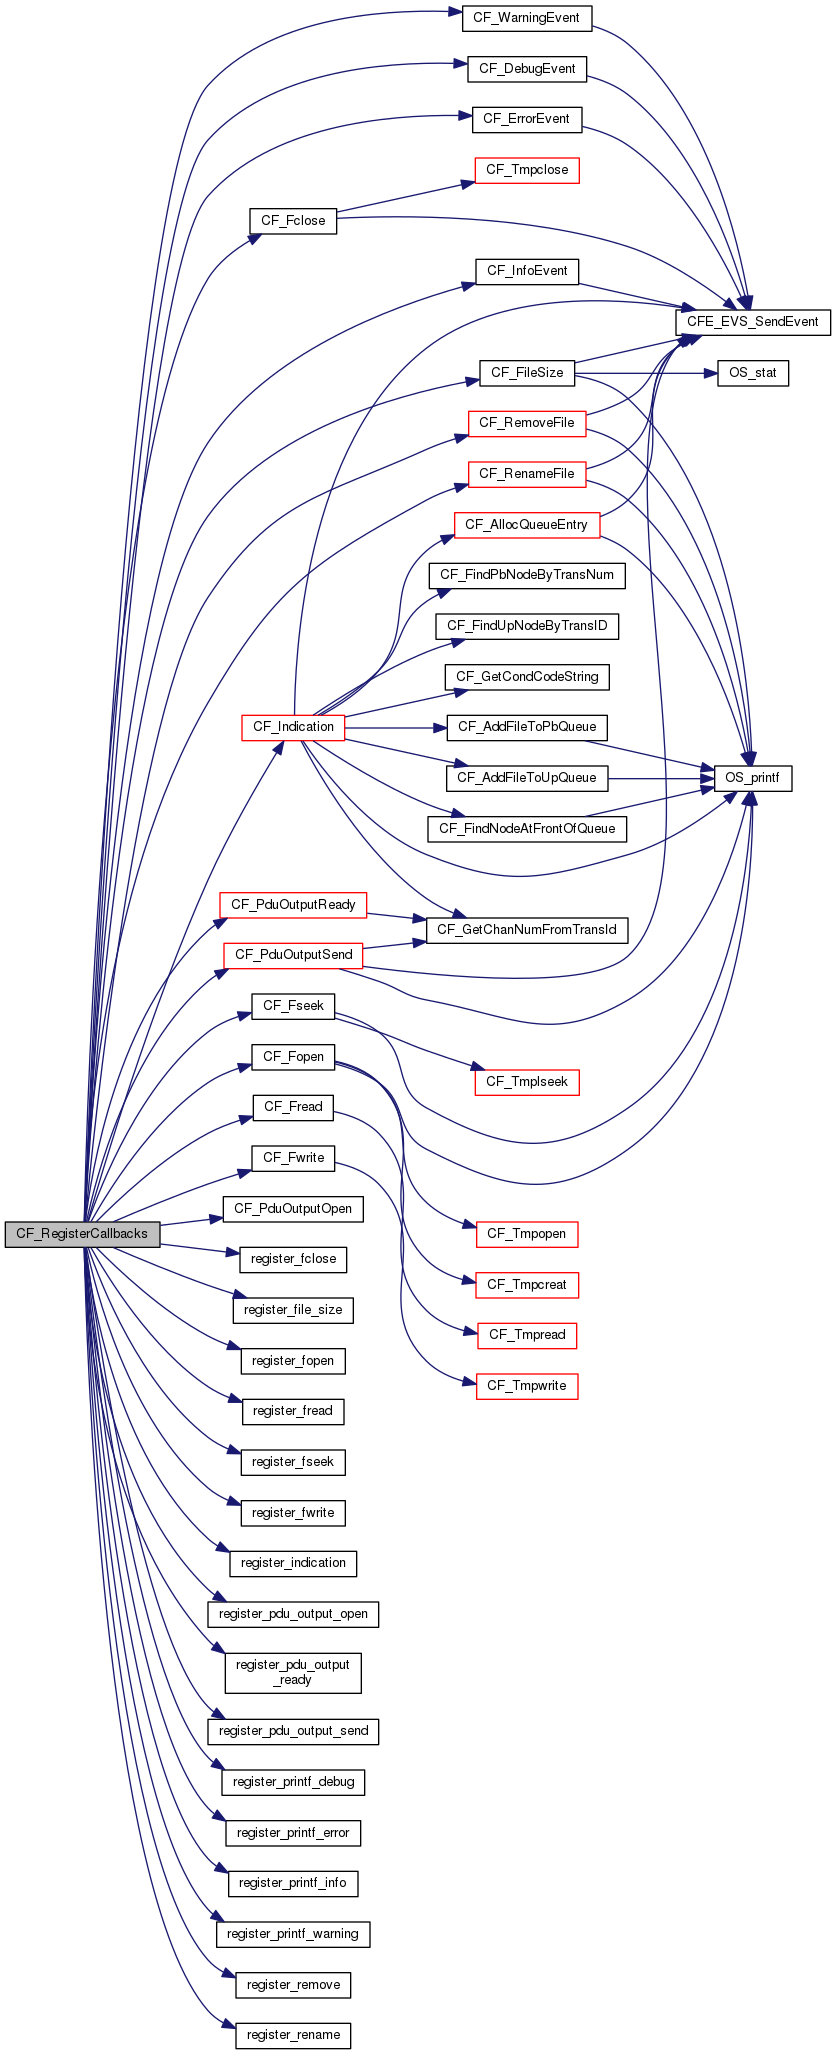 CF_WarningEvent
CF_DebugEvent
CF_ErrorEvent
CF_Tmpclose
CF_Fclose
CF_InfoEvent
CFE_EVS_SendEvent
CF_FileSize
OS_stat
CF_RemoveFile
CF_RenameFile
CF_AllocQueueEntry
CF_FindPbNodeByTransNum
CF_FindUpNodeByTransID
CF_GetCondCodeString
CF_Indication
CF_AddFileToPbQueue
CF_AddFileToUpQueue
OS_printf
CF_FindNodeAtFrontOfQueue
CF_PduOutputReady
CF_GetChanNumFromTransId
CF_PduOutputSend
CF_Fseek
CF_Fopen
CF_Tmplseek
CF_Fread
CF_Fwrite
CF_PduOutputOpen
CF_RegisterCallbacks
CF_Tmpopen
register_fclose
CF_Tmpcreat
register_file_size
CF_Tmpread
register_fopen
CF_Tmpwrite
register_fread
register_fseek
register_fwrite
register_indication
register_pdu_output_open
register_pdu_output
_ready
register_pdu_output_send
register_printf_debug
register_printf_error
register_printf_info
register_printf_warning
register_remove
register_rename